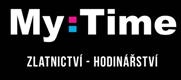 My:Time
ZLATNICTVÍ - HODINÁŘSTVÍ